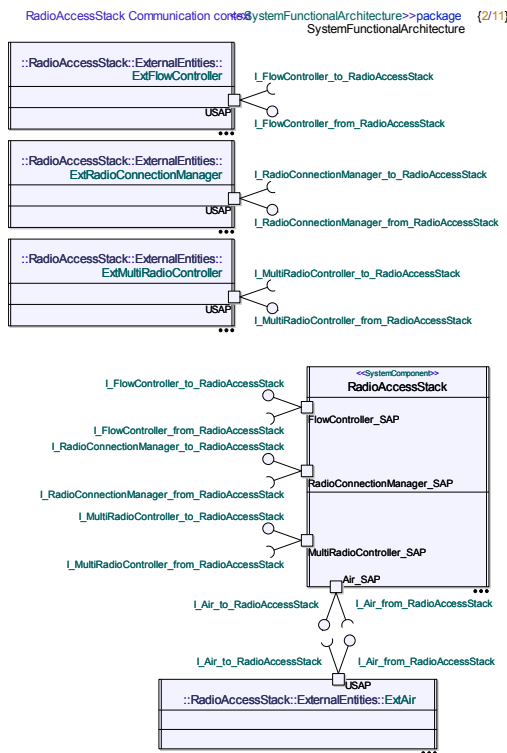 RadioAccessStack Communication context <<SystemFunctionalArchitecture>>package {2/11}
SystemFunctionalArchitecture
::RadioAccessStack::ExternalEntities::
ExtFlowController
I_FlowController_to_RadioAccessStack
USAP
I_FlowController_from_RadioAccessStack
::RadioAccessStack::ExternalEntities::
ExtRadioConnectionManager
I_RadioConnectionManager_to_RadioAccessStack
USAP
I_RadioConnectionManager_from_RadioAccessStack
::RadioAccessStack::ExternalEntities::
ExtMultiRadioController
I_MultiRadioController_to_RadioAccessStack
USAP
I_MultiRadioController_from_RadioAccessStack
<<SystemComponent>>
RadioAccessStack
I_FlowController_to_RadioAccessStack
FlowController_SAP
I_FlowController_from_RadioAccessStack
I_RadioConnectionManager_to_RadioAccessStack
RadioConnectionManager_SAP
I_RadioConnectionManager_from_RadioAccessStack
I_MultiRadioController_to_RadioAccessStack
MultiRadioController_SAP
I_MultiRadioController_from_RadioAccessStack
Air_SAP
I_Air_to_RadioAccessStack I_Air_from_RadioAccessStack
I_Air_to_RadioAccessStack I_Air_from_RadioAccessStack
USAP
::RadioAccessStack::ExternalEntities::ExtAir